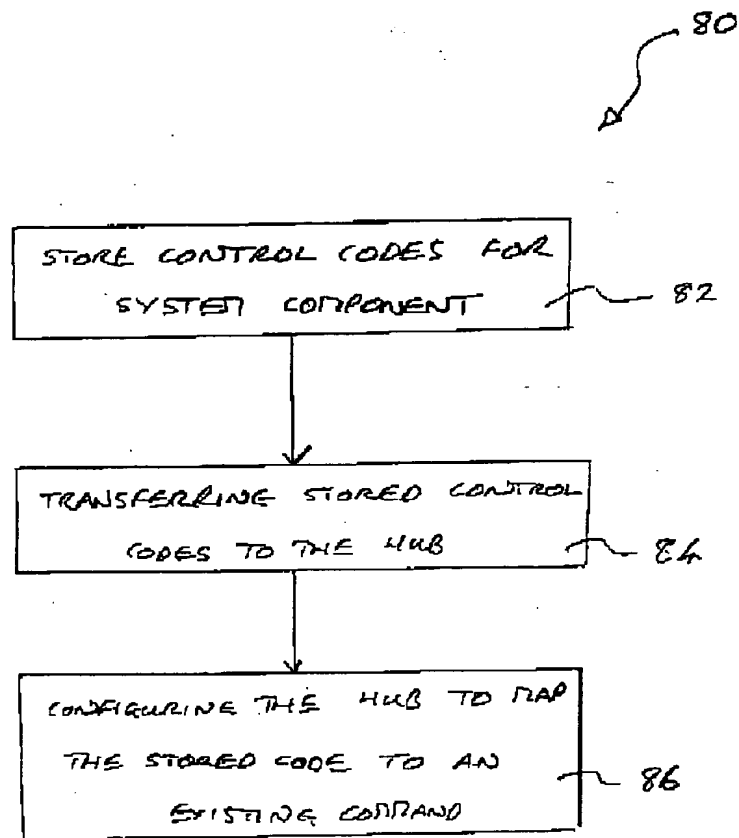 80
STORE CONTROL CODES FOR
SYSTEM COMPONENT
82
TRANSFERRING STORED CONTROL
CODES TO THE HUB
84
CONFIGURING THE HUB TO MAP
THE STORED CODE TO AN
EXISTING COMMAND
86